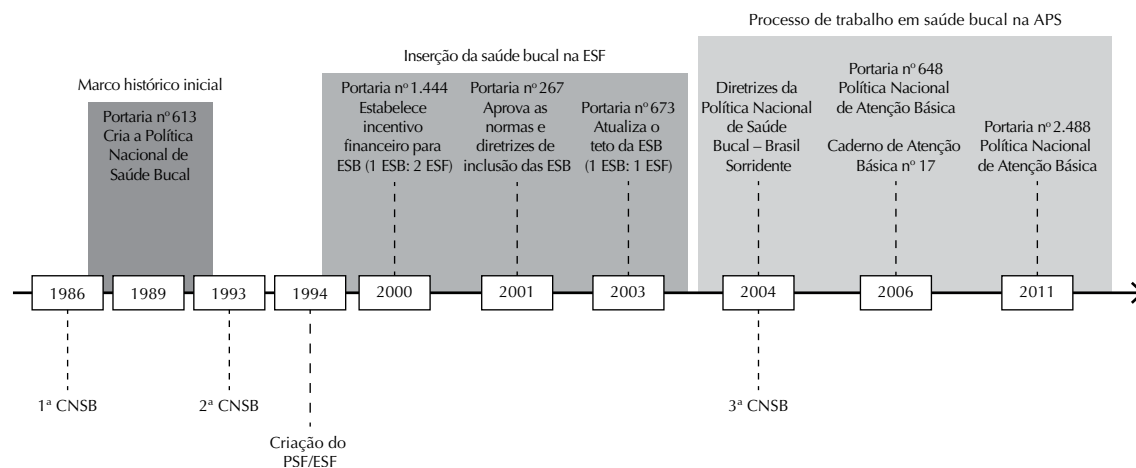 Processo de trabalho em saúde bucal na APS
Inserção da saúde bucal na ESF
Marco histórico inicial
Portaria nº 613
Cria a Política
Nacional de
Saúde Bucal
Portaria nº 1.444
Estabelece
incentivo
financeiro para
ESB (1 ESB: 2 ESF)
Portaria nº 267
Aprova as
normas e
diretrizes de
inclusão das ESB
Portaria nº 673
Atualiza o
teto da ESB
(1 ESB: 1 ESF)
Diretrizes da
Política Nacional
de Saúde
Bucal – Brasil
Sorridente
Portaria nº 648
Política Nacional
de Atenção Básica
Caderno de Atenção
Básica nº 17
Portaria nº 2.488
Política Nacional
de Atenção Básica
1986
1989
1993
1994
2000
2001
2003
2004
2006
2011
1ª CNSB
2ª CNSB
3ª CNSB
Criação do
PSF/ESF